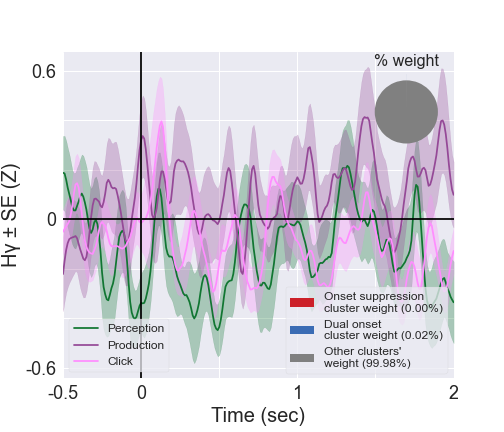 % weight
0.6
0
-0.6
Hγ ± SE (Z)
Perception
Production
Click
Onset suppression
cluster weight (0.00%)
Dual onset
cluster weight (0.02%)
Other clusters'
weight (99.98%)
-0.5
0
1
2
Time (sec)